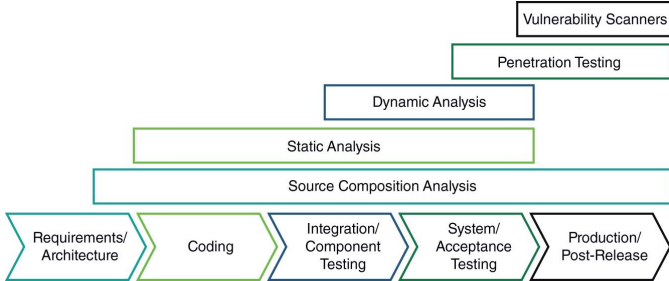 Vulnerability Scanners
Penetration Testing
Dynamic Analysis
Static Analysis
Source Composition Analysis
Requirements/
Architecture
Coding
Integration/
Component
Testing
System/
Acceptance
Testing
Production/
Post-Release